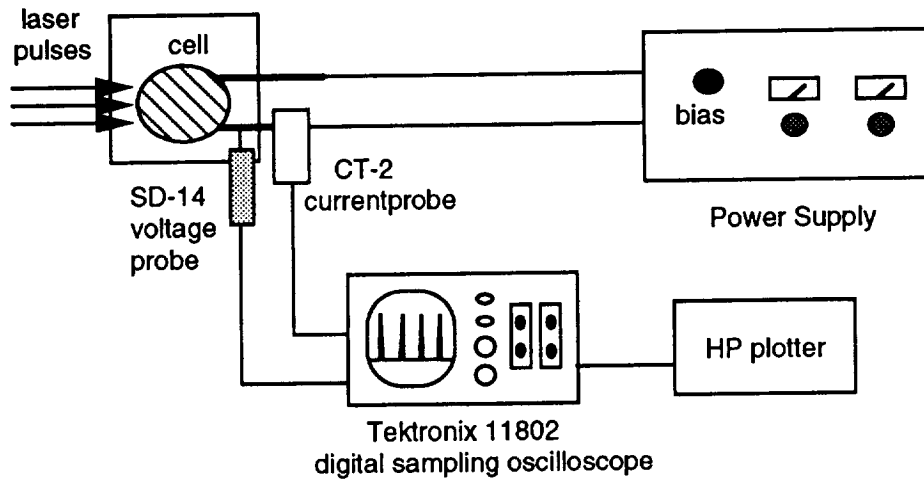 laser
pulses
cell
bias
SD-14
voltage
probe
CT-2
currentprobe
Power Supply
HP plotter
Tektronix 11802
digital sampling oscilloscope